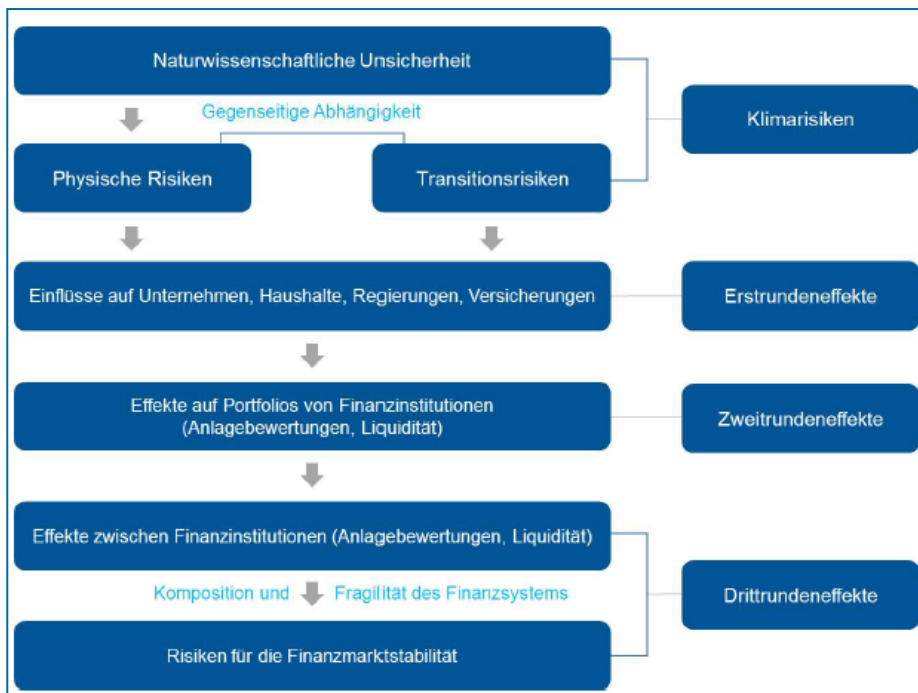 Naturwissenschaftliche Unsicherheit
Gegenseitige Abhängigkeit
Klimarisiken
Physische Risiken
Transitionsrisiken
Einflüsse auf Unternehmen, Haushalte, Regierungen, Versicherungen
Erstrundeneffekte
Effekte auf Portfolios von Finanzinstitutionen
(Anlagebewertungen, Liquidität)
Zweitrundeneffekte
Effekte zwischen Finanzinstitutionen (Anlagebewertungen, Liquidität)
Komposition und Fragilität des Finanzsystems
Drittrundeneffekte
Risiken für die Finanzmarktstabilität